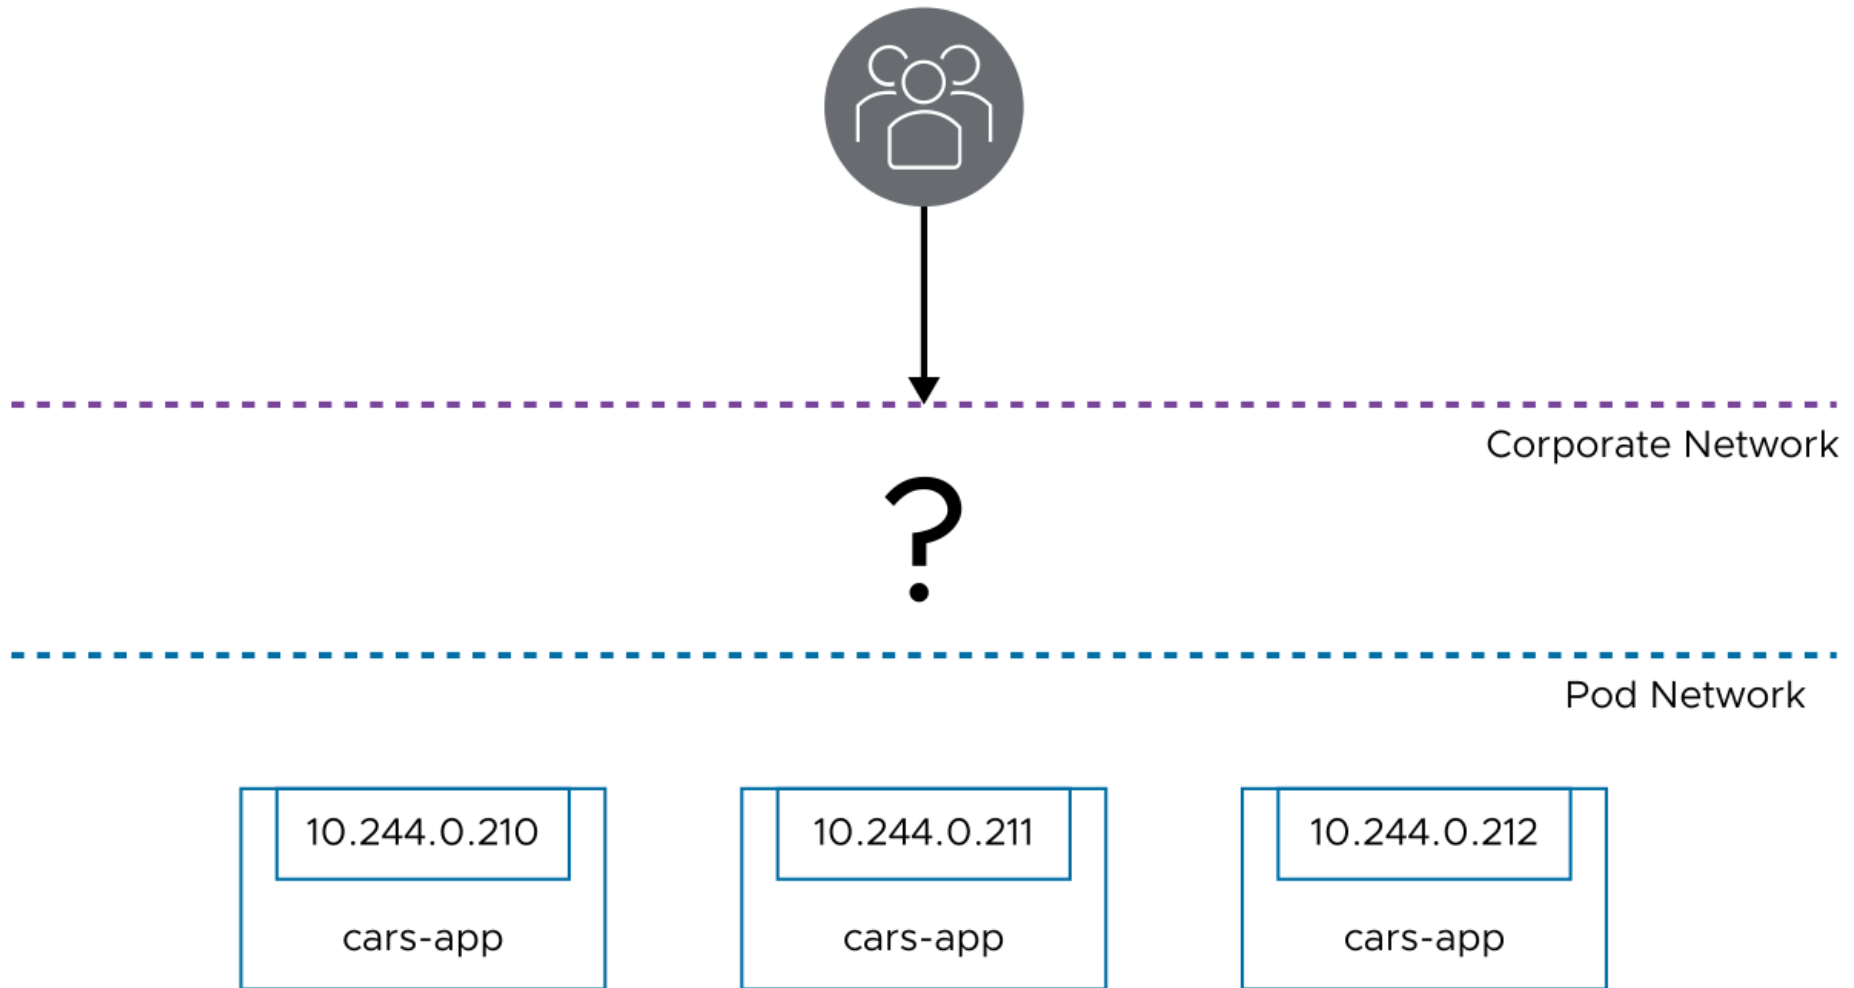 Corporate Network
?
Pod Network
10.244.0.210
10.244.0.211
10.244.0.212
cars-app
cars-app
cars-app